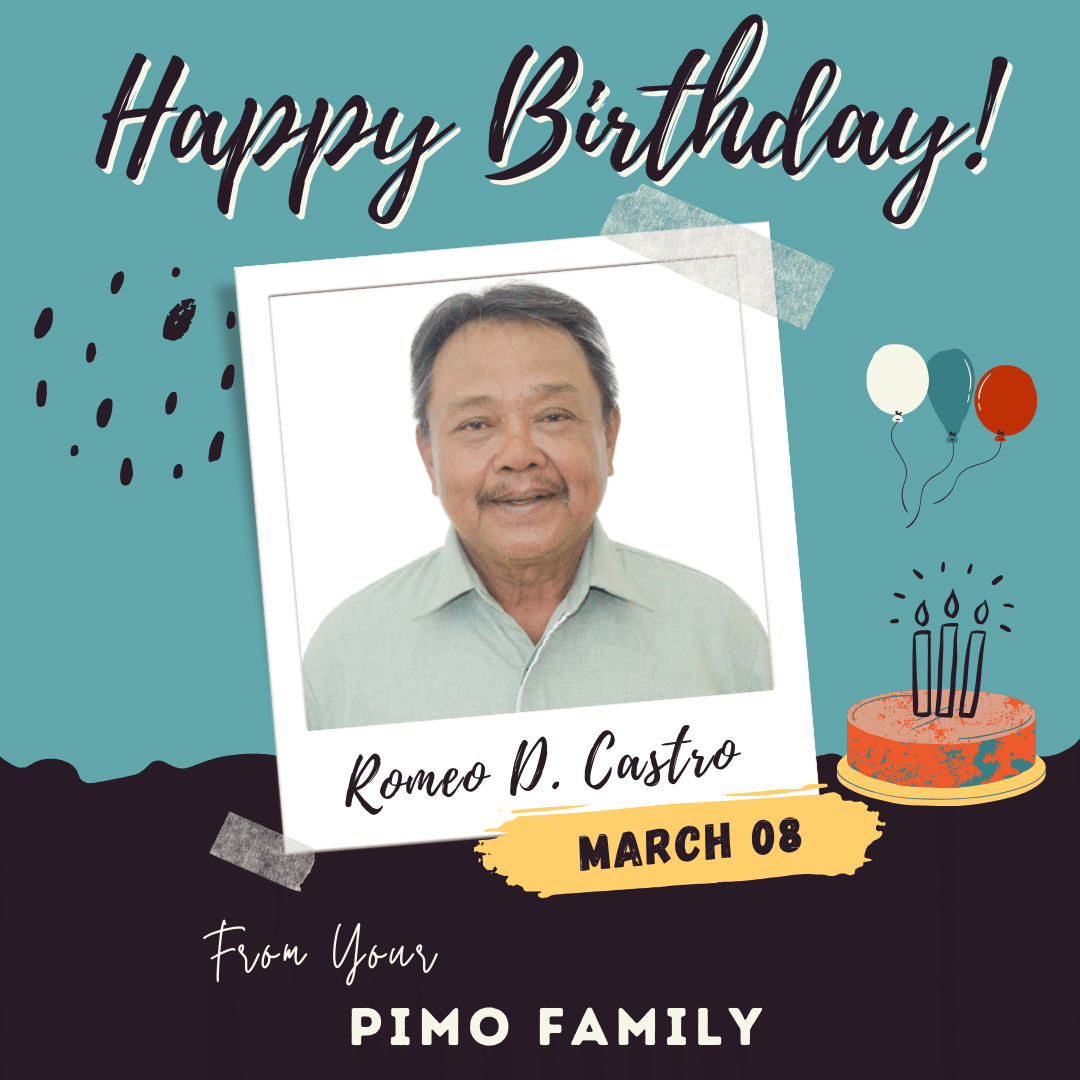 Happy Birthday!
Romeo D. Castro
MARCH 08
From Your
PIMO FAMILY